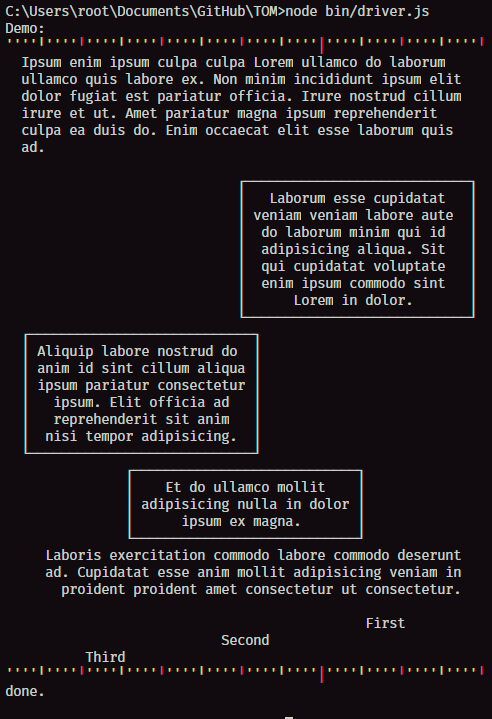 C:\Users\root\Documents\GitHub\TOM>node bin/driver.js
Demo:
Ipsum enim ipsum culpa culpa Lorem ullamco do laborum
ullamco quis labore ex. Non minim incididunt ipsum elit
dolor fugiat est pariatur officia. Irure nostrud cillum
irure et ut. Amet pariatur magna ipsum reprehenderit
culpa ea duis do. Enim occaecat elit esse laborum quis
ad.
Laborum esse cupidatat
veniam veniam labore aute
do laborum minim qui id
adipisicing aliqua. Sit
qui cupidatat voluptate
enim ipsum commodo sint
Lorem in dolor.
Aliquip labore nostrud do
anim id sint cillum aliqua
ipsum pariatur consectetur
ipsum. Elit officia ad
reprehenderit sit anim
nisi tempor adipisicing.
Et do ullamco mollit
adipisicing nulla in dolor
ipsum ex magna.
Laboris exercitation commodo labore commodo deserunt
ad. Cupidatat esse anim mollit adipisicing veniam in
proident proident amet consectetur ut consectetur.
First
Second
Third
done.